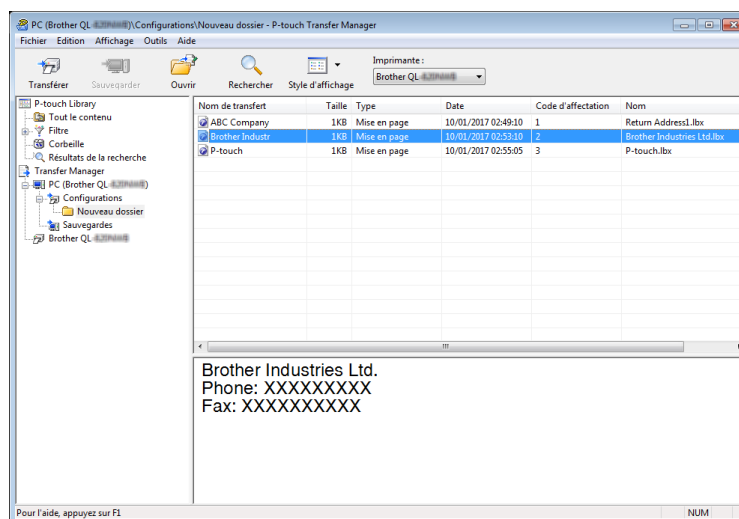 PC (Brother QL )\Configurations\Nouveau dossier - P-touch Transfer Manager
Fichier Edition Affichage Outils Aide
Transférer Sauvegarder Ouvrir Rechercher Style d'affichage
Imprimante :
Brother QL
P-touch Library
Tout le contenu
Filtre
Corbeille
Résultats de la recherche
Transfer Manager
PC (Brother QL )
Configurations
Nouveau dossier
Sauvegardes
Brother QL
Nom de transfert Taille Type Date Code d'affectation Nom
ABC Company 1KB Mise en page 10/01/2017 02:49:10 1 Return Address1.lbx
Brother Industr 1KB Mise en page 10/01/2017 02:53:10 2 Brother Industries Ltd.lbx
P-touch 1KB Mise en page 10/01/2017 02:55:05 3 P-touch.lbx
Brother Industries Ltd.
Phone: XXXXXXXXX
Fax: XXXXXXXXXX
Pour l'aide, appuyez sur F1 NUM